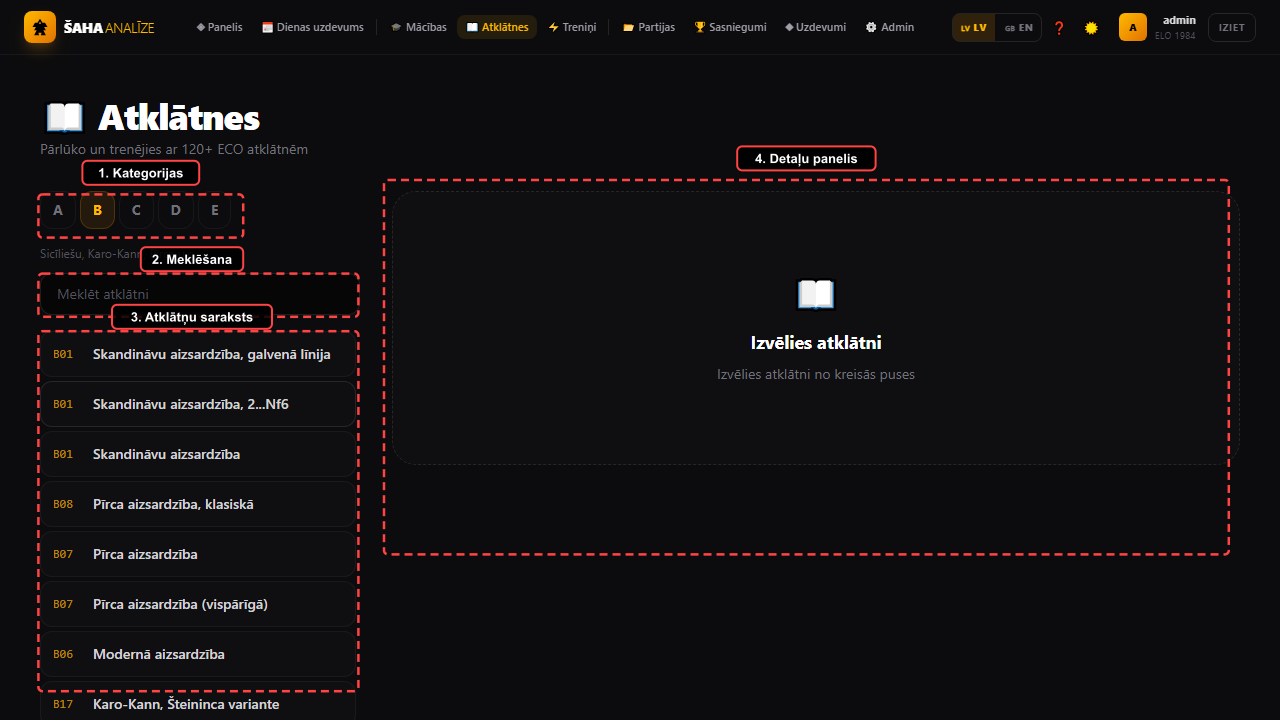 ŠAHA ANALĪZE
Panelis
Dienas uzdevums
Mācības
Atklātnes
Treniņi
Partijas
Sasniegumi
Uzdevumi
Admin
LV LV
GB EN
A
admin
ELO 1984
IZIET
Atklātnes
Pārlūko un trenējies ar 120+ ECO atklātnēm
1. Kategorijas
A B C D E
Sicīliešu, Karo-Kann
2. Meklēšana
Meklēt atklātni
3. Atklātņu saraksts
B01 Skandināvu aizsardzība, galvenā līnija
B01 Skandināvu aizsardzība, 2...Nf6
B01 Skandināvu aizsardzība
B08 Pīrca aizsardzība, klasiskā
B07 Pīrca aizsardzība
B07 Pīrca aizsardzība (vispārīgā)
B06 Modernā aizsardzība
B17 Karo-Kann, Šteininca variante
4. Detaļu panelis
Izvēlies atklātni
Izvēlies atklātni no kreisās puses